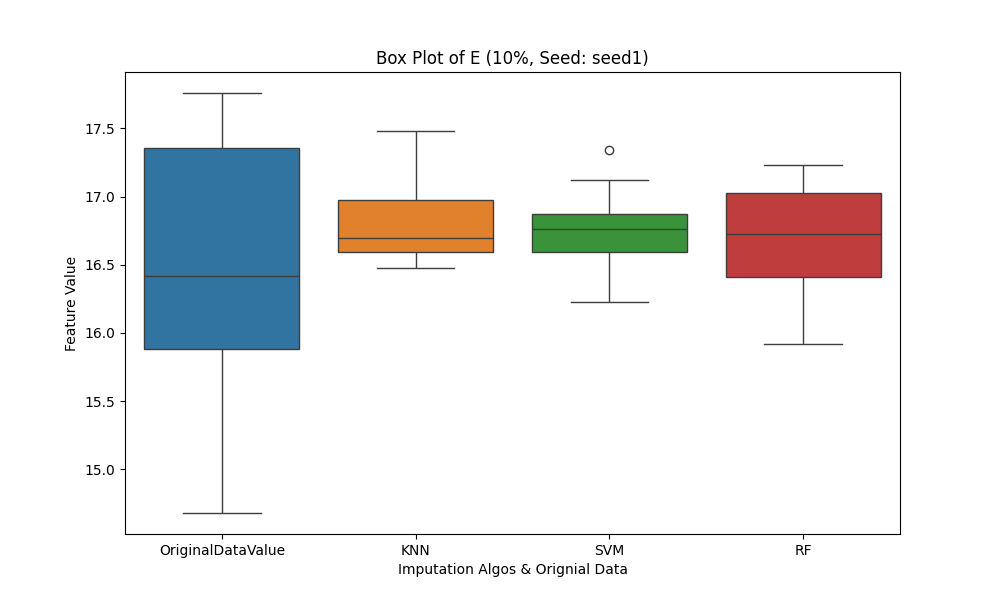 Box Plot of E (10%, Seed: seed1)
Feature Value
17.5
17.0
16.5
16.0
15.5
15.0
OriginalDataValue
KNN
SVM
RF
Imputation Algos & Orignial Data